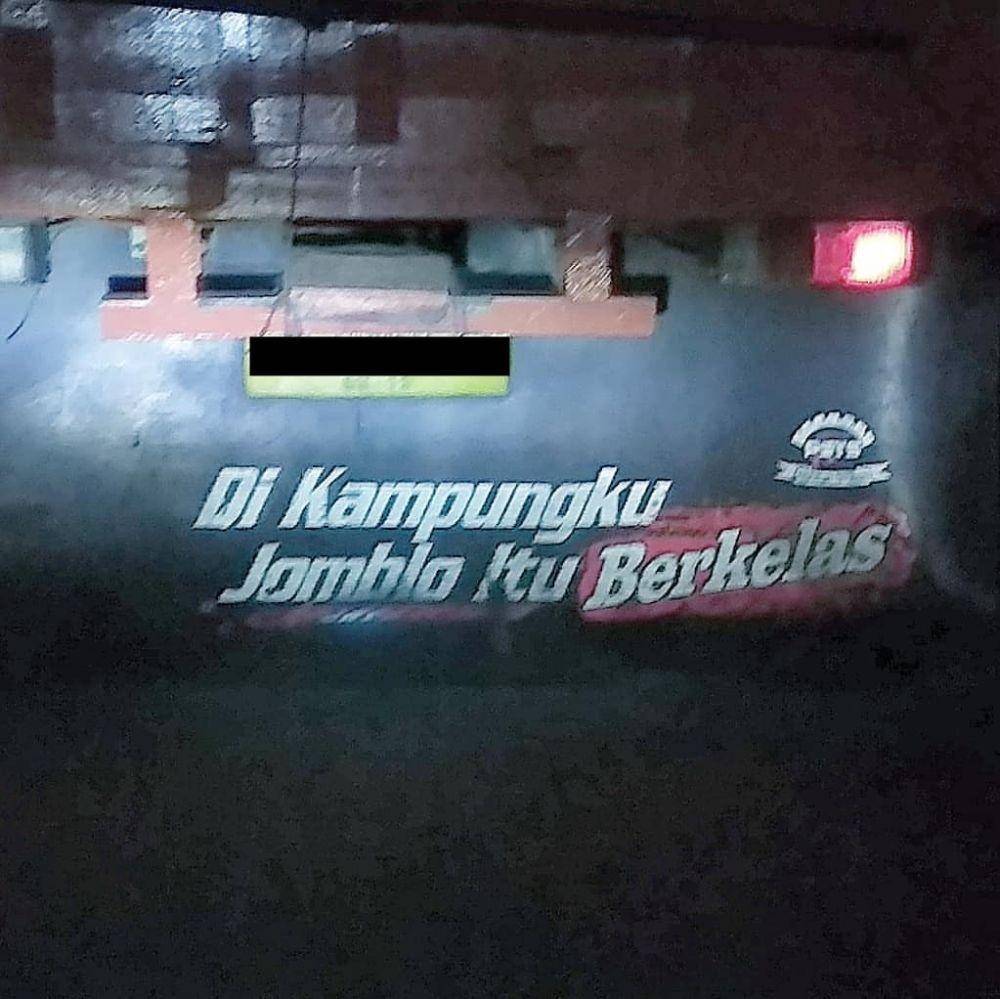 Di Kampungku
Jomblo Itu Berkelas